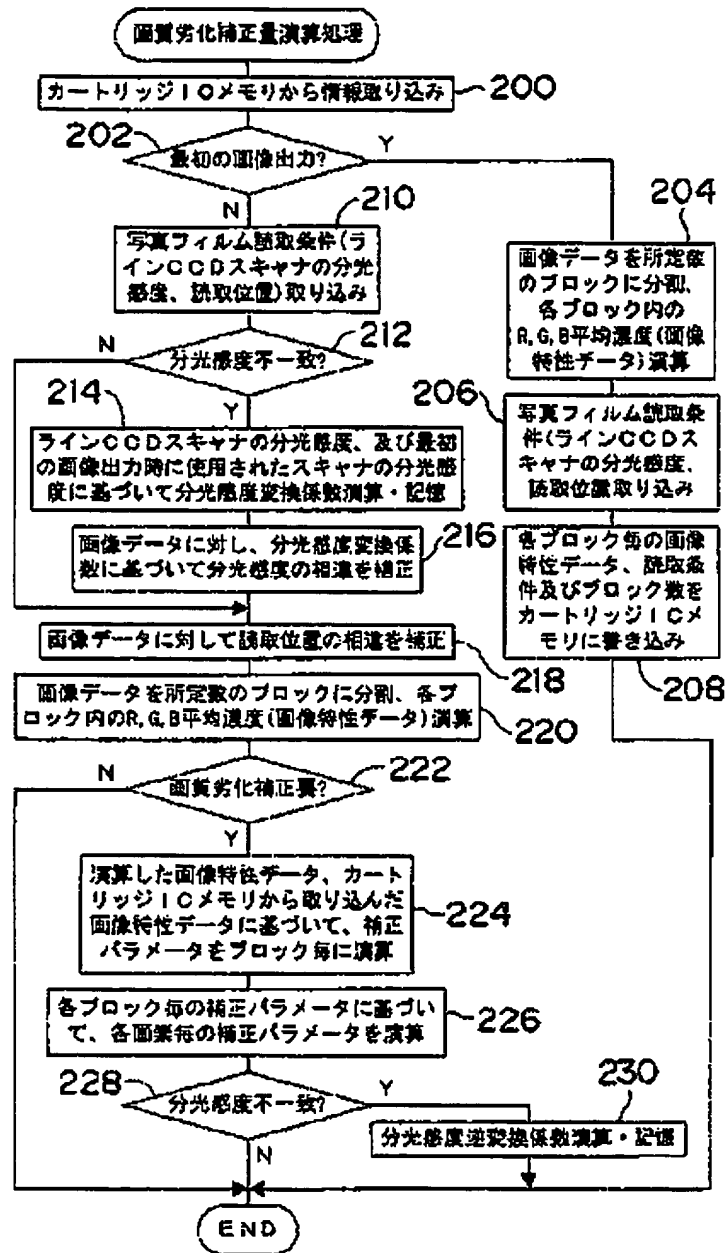 画質劣化補正量演算処理
カートリッジICメモリから情報取り込み
200
202
最初の画像出力?
Y
N
210
写真フィルム読取条件(ラ
インCCDスキャナの分光
感度、読取位置)取り込み
204
画像データを所定数
のブロックに分割、
各ブロック内の
R,G,B平均濃度(画像
特性データ)演算
N
分光感度不一致?
212
Y
214
ラインCCDスキャナの分光感度、及び最初
の画像出力時に使用されたスキャナの分光感
度に基づいて分光感度変換係数演算・記憶
206
写真フィルム読取条
件(ラインCCDス
キャナの分光感度、
読取位置取り込み
画像データに対し、分光感度変換係
数に基づいて分光感度の相違を補正
216
各ブロック毎の画像
特性データ、読取条
件及びブロック数を
カートリッジICメ
モリに書き込み
208
画像データに対して読取位置の相違を補正
218
画像データを所定数のブロックに分割、各ブ
ロック内のR,G,B平均濃度(画像特性データ)演算
220
N
画質劣化補正要?
222
Y
演算した画像特性データ、カート
リッジICメモリから取り込んだ
画像特性データに基づいて、補正
パラメータをブロック毎に演算
224
各ブロック毎の補正パラメータに基づい
て、各画素毎の補正パラメータを演算
226
228
分光感度不一致?
Y
N
230
分光感度逆変換係数演算・記憶
END